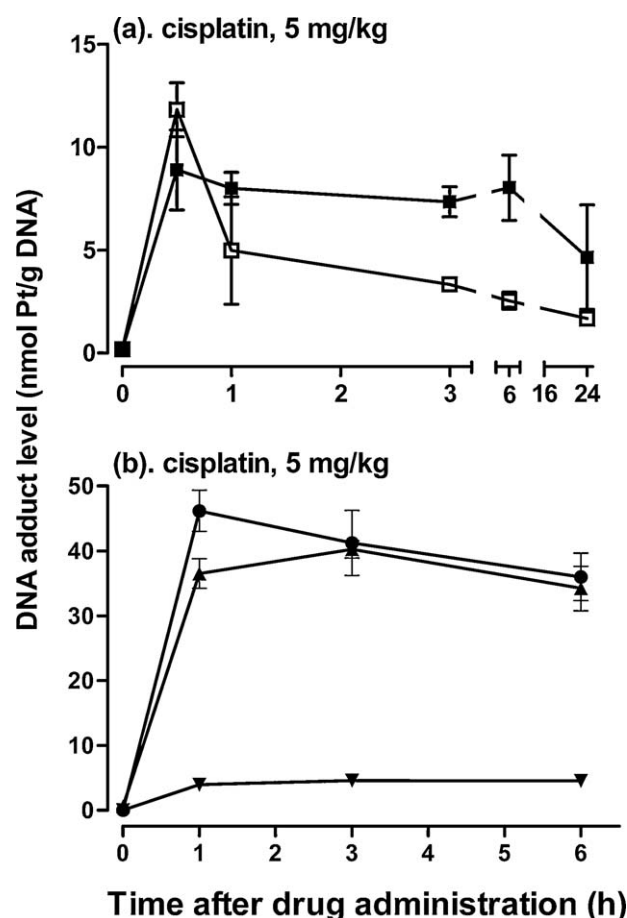 (a). cisplatin, 5 mg/kg
15
10
5
0
0 1 2 3 6 16 24
DNA adduct level (nmol Pt/g DNA)
(b). cisplatin, 5 mg/kg
50
40
30
20
10
0
0 1 2 3 4 5 6
Time after drug administration (h)